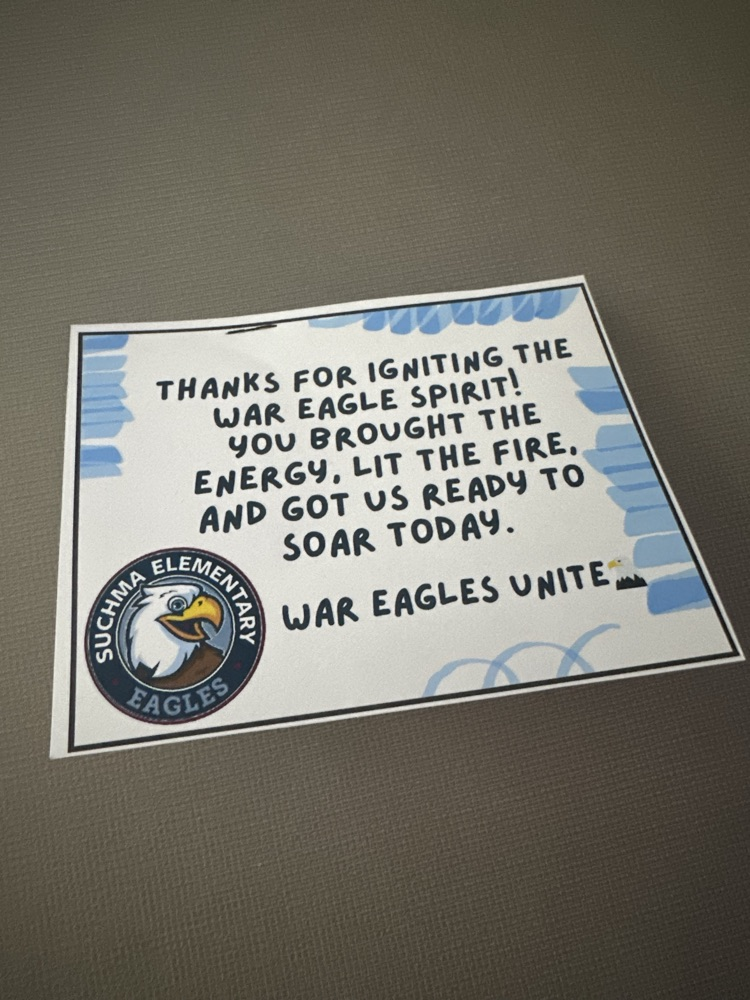 THANKS FOR IGNITING THE
WAR EAGLE SPIRIT!
YOU BROUGHT THE
ENERGY, LIT THE FIRE,
AND GOT US READY TO
SOAR TODAY.
WAR EAGLES UNITE
SUCHMA ELEMENTARY
EAGLES